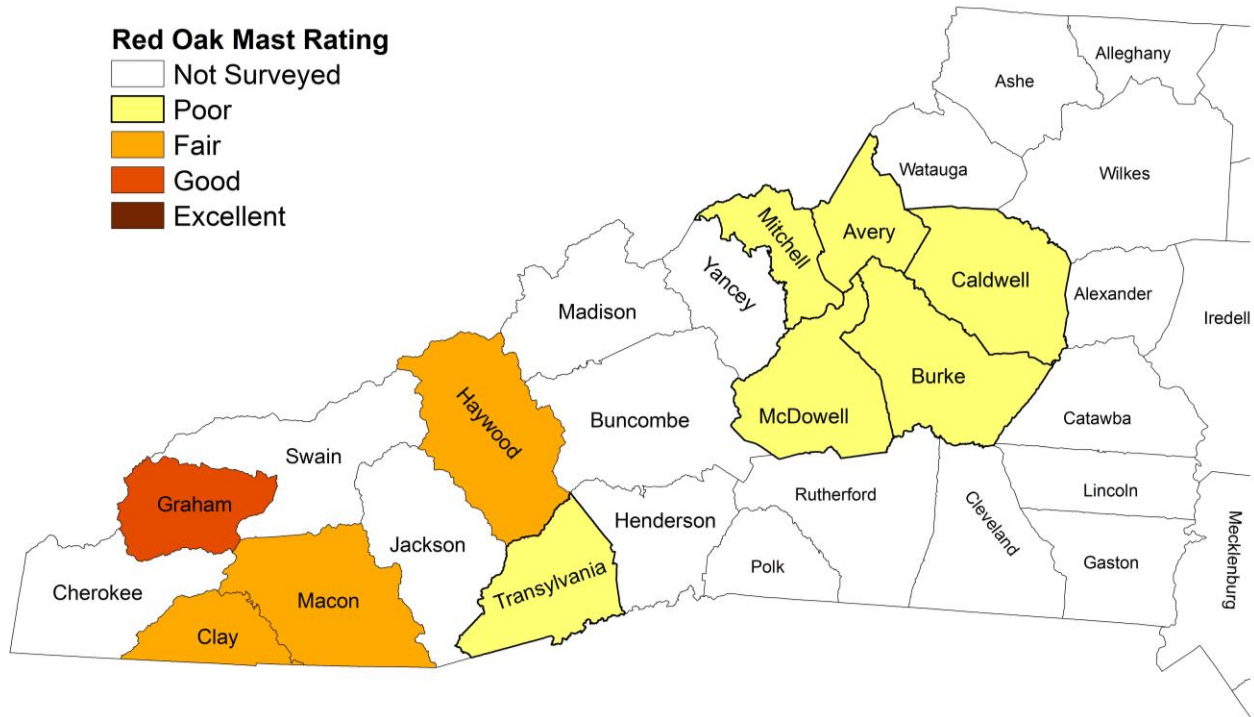 Red Oak Mast Rating
Not Surveyed
Poor
Fair
Good
Excellent
Alleghany
Ashe
Watauga
Wilkes
Mitchell
Avery
Yancey
Caldwell
Alexander
Iredell
Madison
Burke
McDowell
Catawba
Haywood
Buncombe
Swain
Graham
Rutherford
Lincoln
Henderson
Cleveland
Jackson
Mecklenburg
Polk
Gaston
Transylvania
Cherokee
Macon
Clay